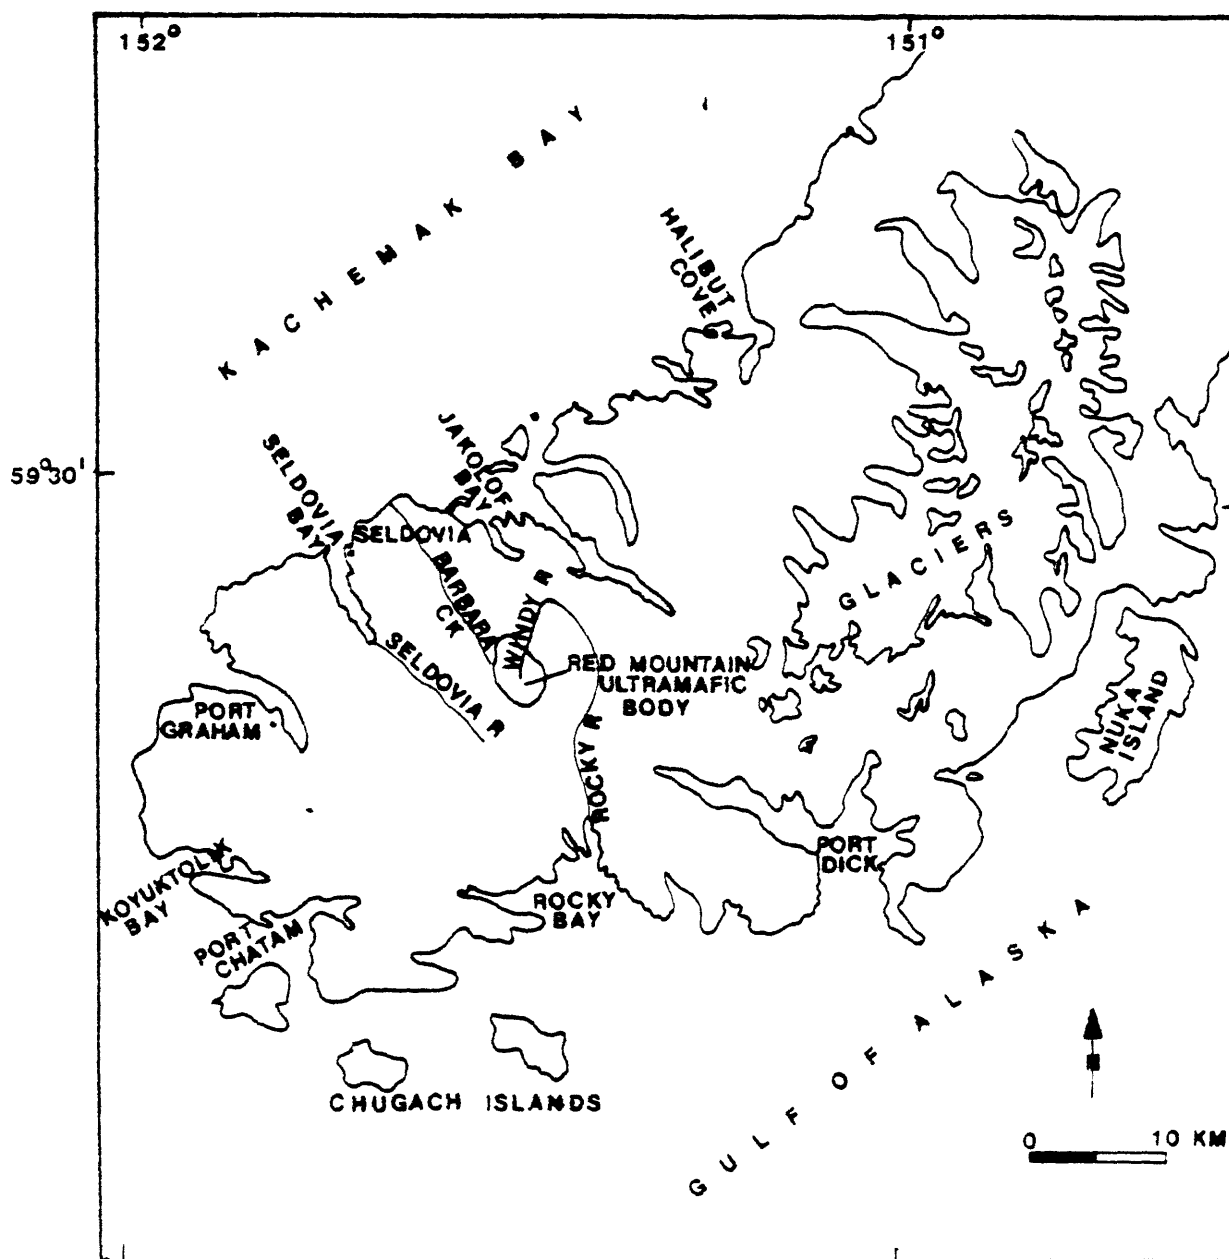 152° 151°
KACHEMAK BAY
HALIBUT
COVE
59°30'
JAKOLOF
BAY
SELDOVIA
BAY
SELDOVIA
BARBARA
CK
WINDY R
SELDOVIA R
GLACIERS
RED MOUNTAIN
ULTRAMAFIC
BODY
NUKA
ISLAND
PORT
GRAHAM
ROCKY R
PORT
DICK
KOYUKTOLIK
BAY
ROCKY
BAY
PORT
CHATAM
GULF OF ALASKA
CHUGACH ISLANDS
N
0 10 KM